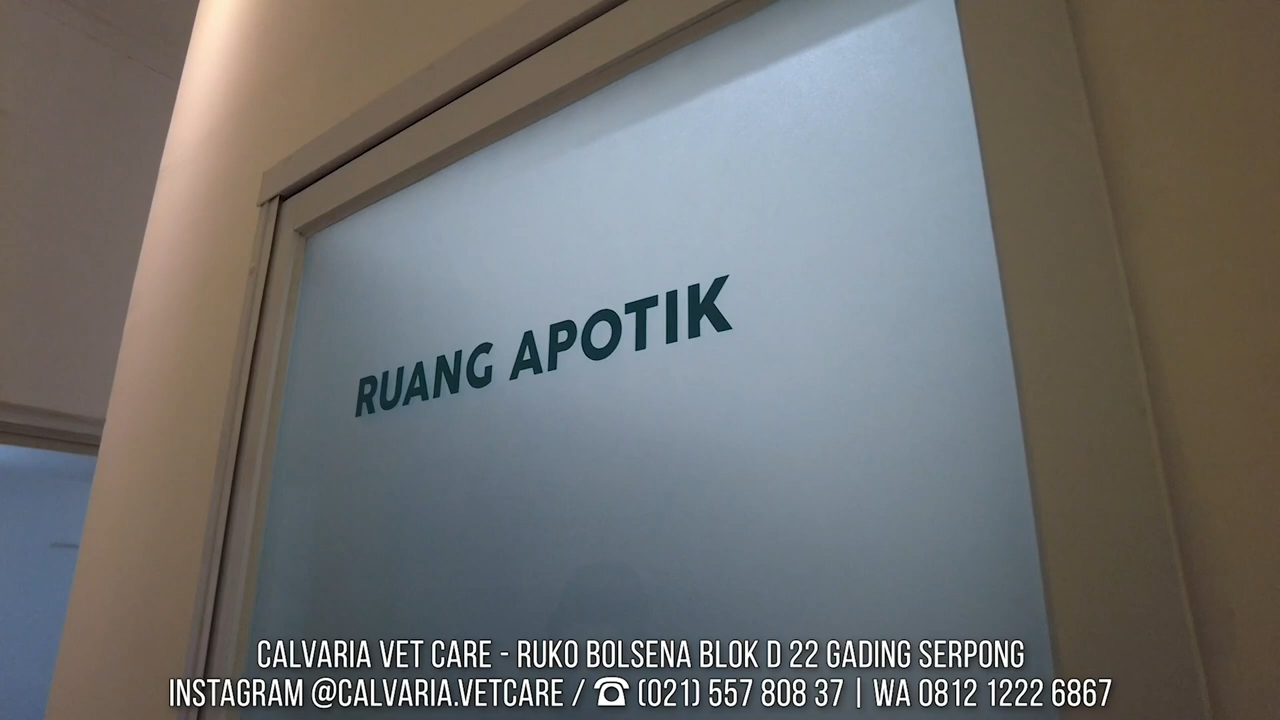 RUANG APOTIK
CALVARIA VET CARE - RUKO BOLSENA BLOK D 22 GADING SERPONG
INSTAGRAM @CALVARIA.VETCARE / ☎ (021) 557 808 37 | WA 0812 1222 6867